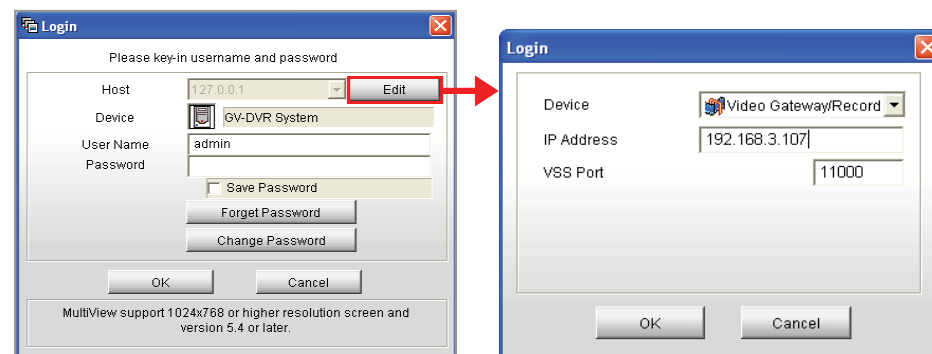 Login
Please key-in username and password
Host 127.0.0.1 Edit
Device GV-DVR System
User Name admin
Password
Save Password
Forget Password
Change Password
OK Cancel
MultiView support 1024x768 or higher resolution screen and
version 5.4 or later.
Login
Device Video Gateway/Record
IP Address 192.168.3.107
VSS Port 11000
OK Cancel